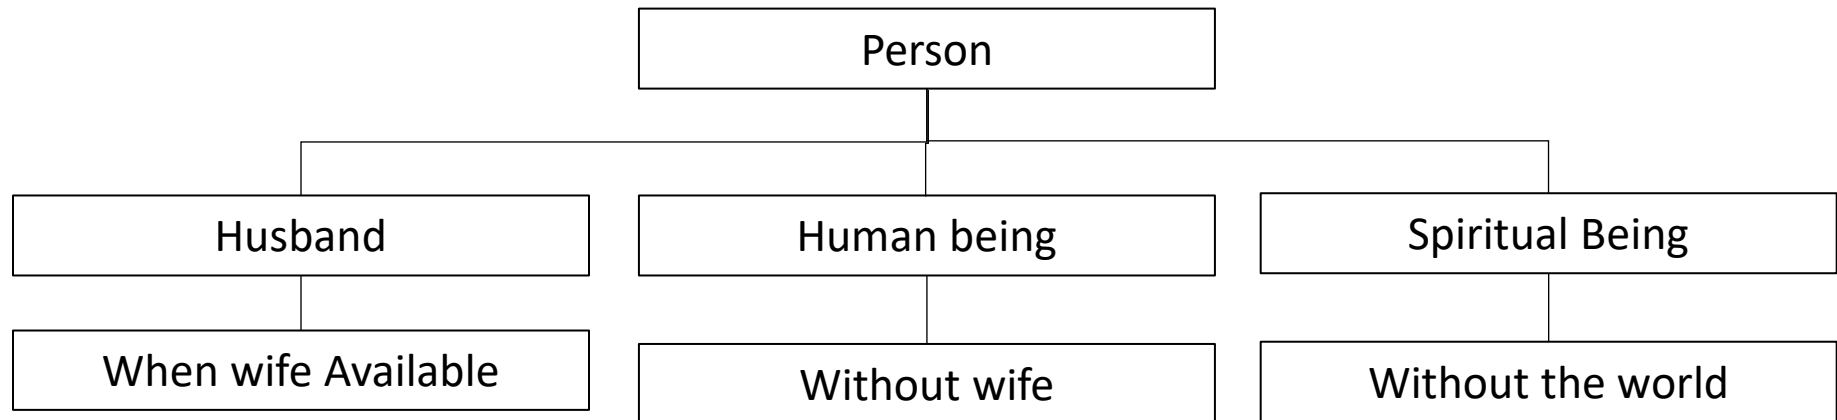 Person
Husband
Human being
Spiritual Being
When wife Available
Without wife
Without the world